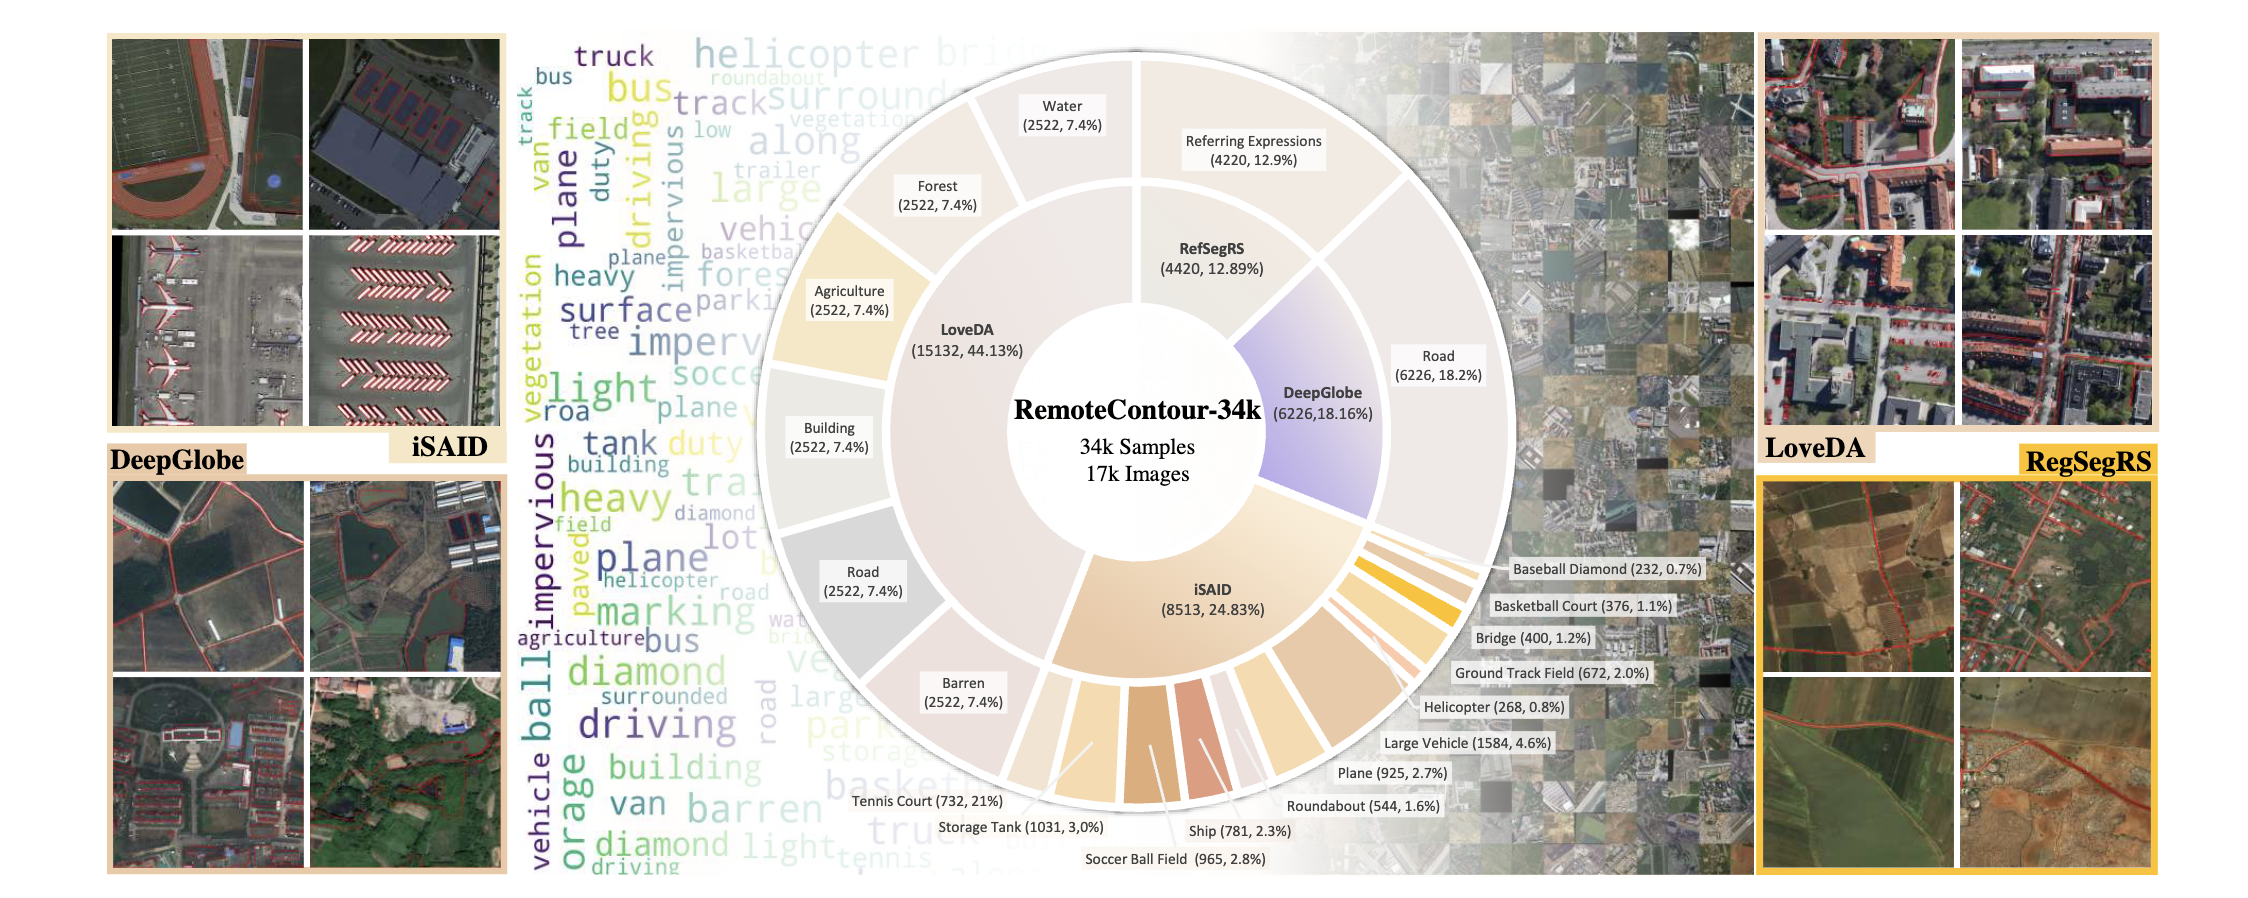 iSAID
DeepGlobe
truck
helicopter
bus
roundabout
bus
track
surround
track
field
low
vegetation
along
van
plane
duty
driving
impervious
trailer
large
vehic
plane
basketba
heavy
fores
vegetation
surface
parki
tree
imperv
light
socce
roa
plane
tank
duty
building
impervious
heavy
trai
field
diamond
lot
paved
plane
helicopter
road
marking
wat
brid
agriculture
bus
ball
diamond
surrounded
road
large
driving
park
storag
vehicle
orage
building
basket
van
barren
truc
diamond
light
tennis
driving
Water
(2522, 7.4%)
Forest
(2522, 7.4%)
Agriculture
(2522, 7.4%)
Building
(2522, 7.4%)
Road
(2522, 7.4%)
Barren
(2522, 7.4%)
LoveDA
(15132, 44.13%)
Referring Expressions
(4220, 12.9%)
RefSegRS
(4420, 12.89%)
Road
(6226, 18.2%)
DeepGlobe
(6226,18.16%)
RemoteContour-34k
34k Samples
17k Images
iSAID
(8513, 24.83%)
Baseball Diamond (232, 0.7%)
Basketball Court (376, 1.1%)
Bridge (400, 1.2%)
Ground Track Field (672, 2.0%)
Helicopter (268, 0.8%)
Large Vehicle (1584, 4.6%)
Plane (925, 2.7%)
Roundabout (544, 1.6%)
Ship (781, 2.3%)
Soccer Ball Field (965, 2.8%)
Storage Tank (1031, 3,0%)
Tennis Court (732, 21%)
LoveDA
RegSegRS